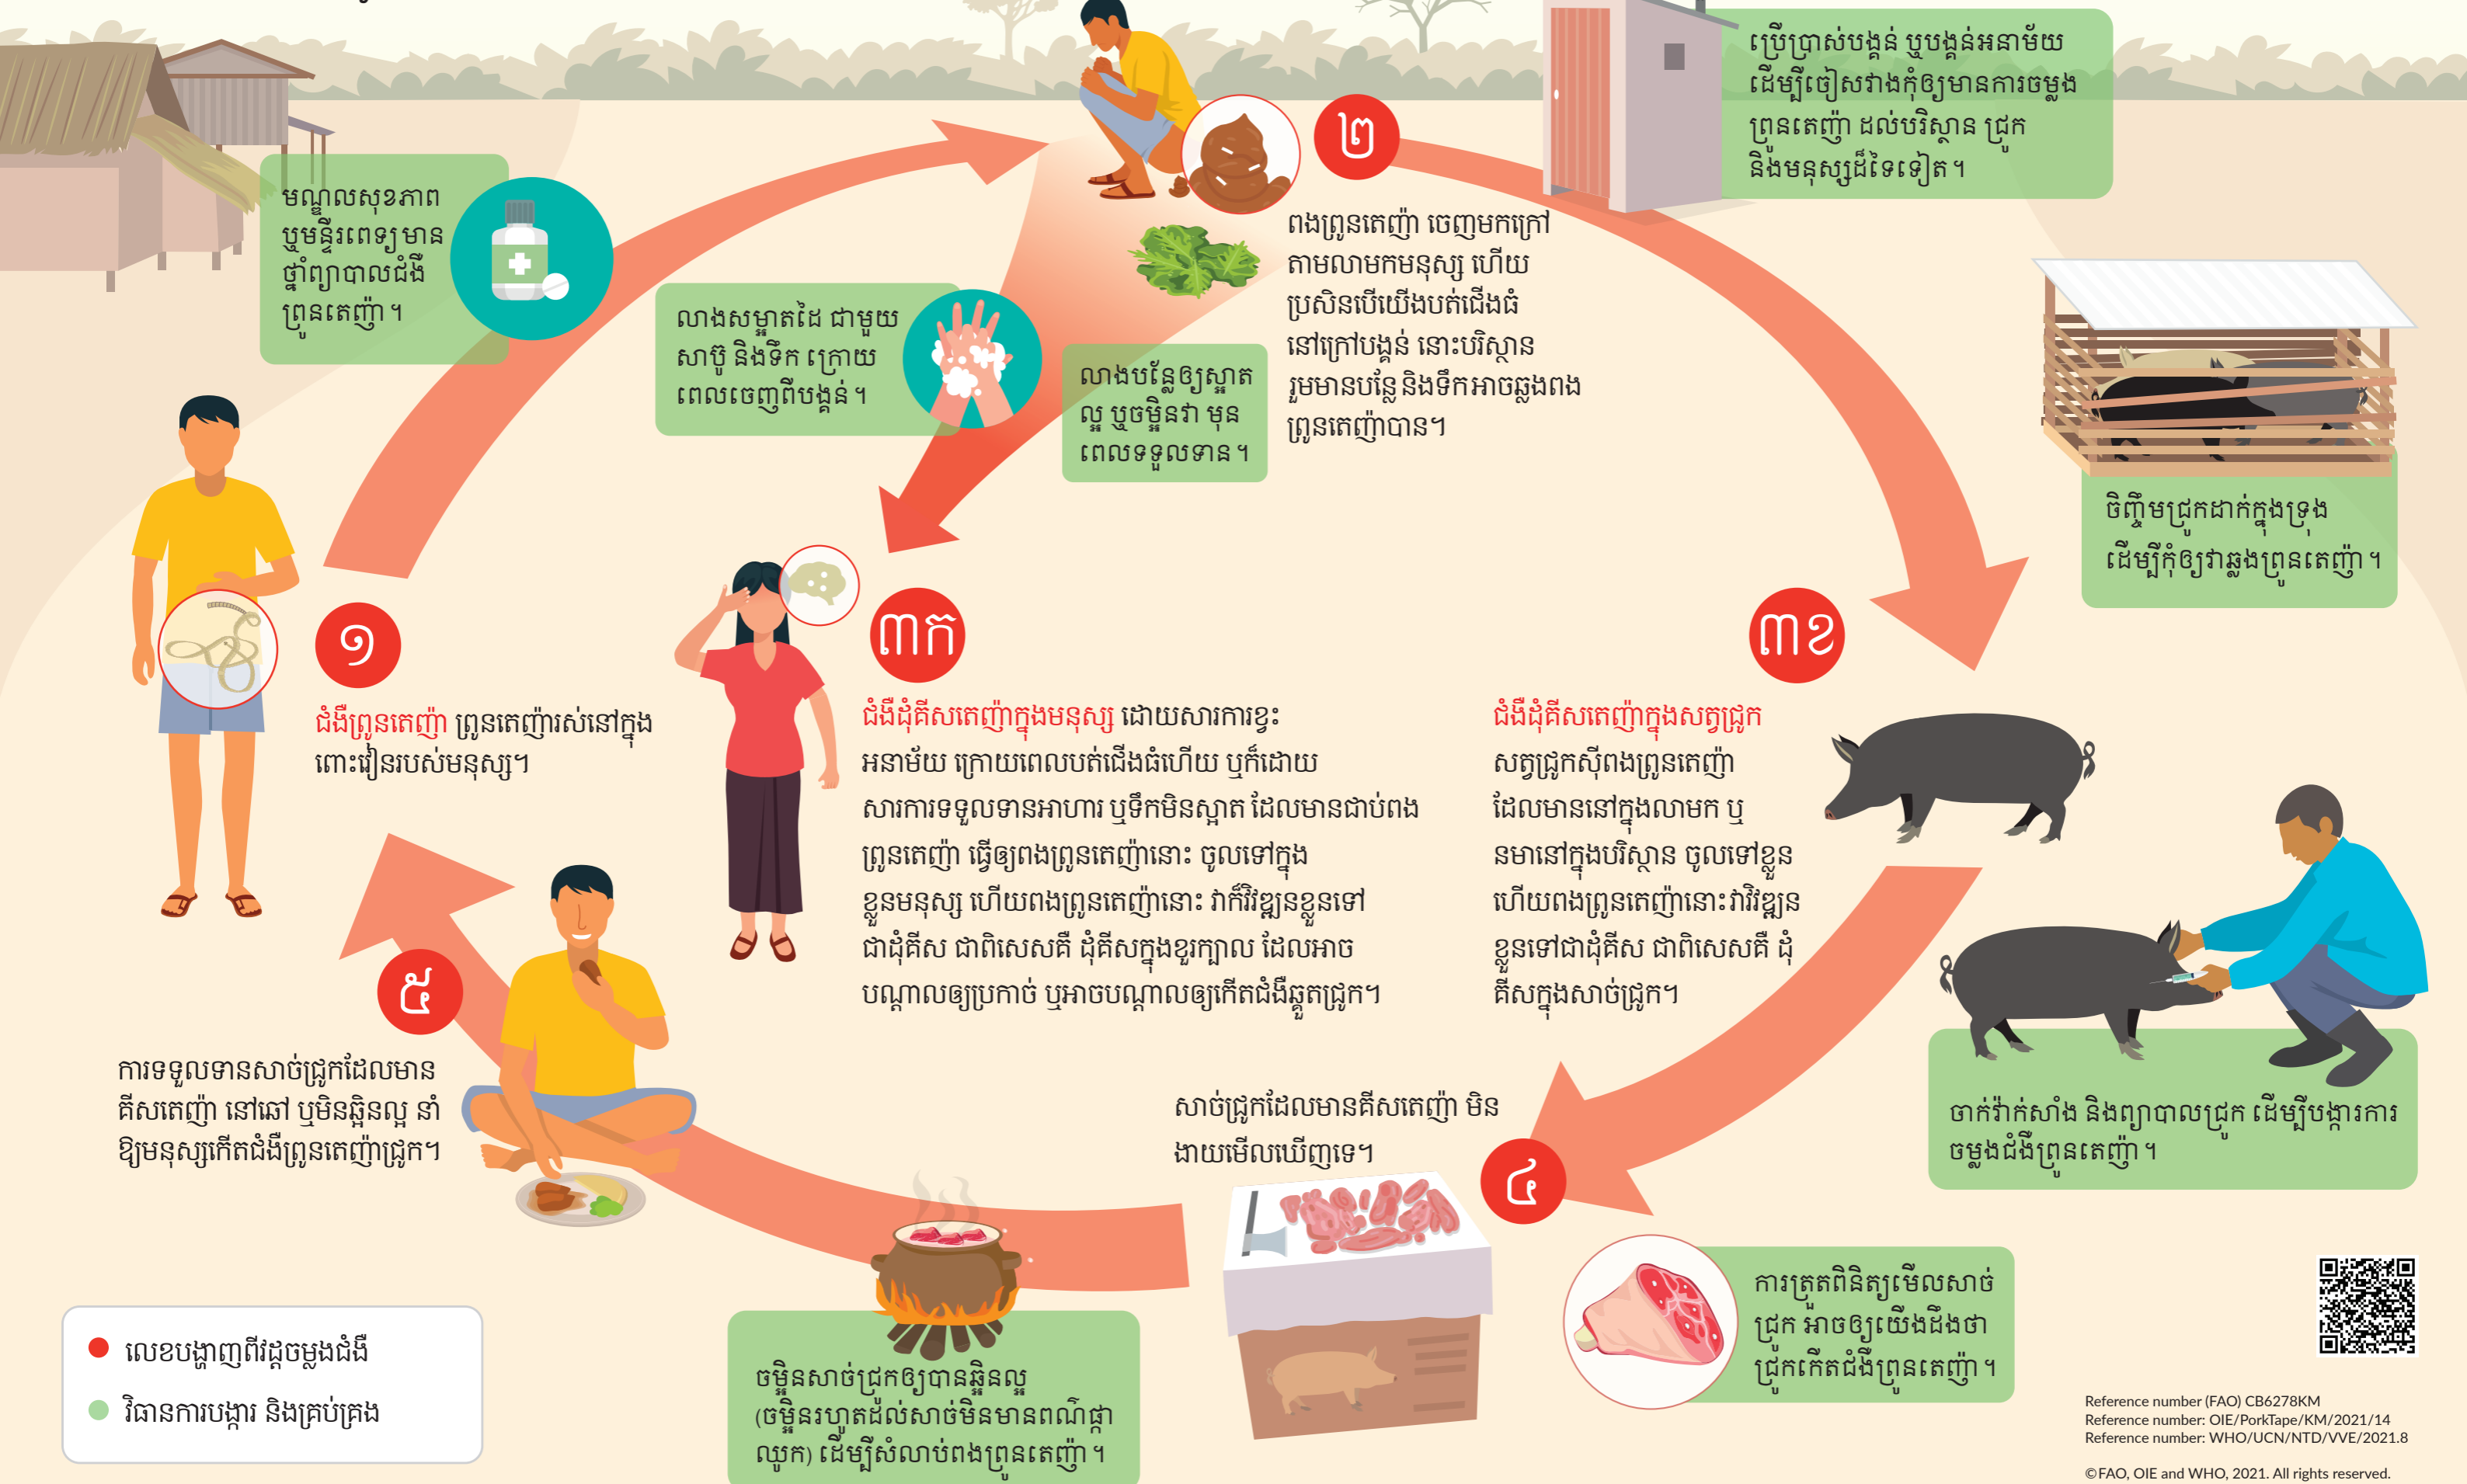 ប្រើប្រាស់បង្គន់ ឬបង្គន់អនាម័យ
ដើម្បីចៀសវាងកុំឲ្យមានការចម្លង
ព្រូនតេញ៉ា ដល់បរិស្ថាន ជ្រូក
និងមនុស្សដ៏ទៃទៀត។
មណ្ឌលសុខភាព
ឬមន្ទីរពេទ្យមាន
ថ្នាំព្យាបាលជំងឺ
ព្រូនតេញ៉ា។
២
ពងព្រូនតេញ៉ា ចេញមកក្រៅ
តាមលាមកមនុស្ស ហើយ
ប្រសិនបើយើងបត់ជើងធំ
នៅក្រៅបង្គន់ នោះបរិស្ថាន
រួមមានបន្លែ និងទឹកអាចឆ្លងពង
ព្រូនតេញ៉ាបាន។
លាងសម្អាតដៃ ជាមួយ
សាប៊ូ និងទឹក ក្រោយ
ពេលចេញពីបង្គន់។
លាងបន្លែឲ្យស្អាត
ល្អ ឬចម្អិនវា មុន
ពេលទទួលទាន។
ចិញ្ចឹមជ្រូកដាក់ក្នុងទ្រុង
ដើម្បីកុំឲ្យវាឆ្លងព្រូនតេញ៉ា។
១
ជំងឺព្រូនតេញ៉ា ព្រូនតេញ៉ារស់នៅក្នុង
ពោះវៀនរបស់មនុស្ស។
៣ក
ជំងឺដុំគីសតេញ៉ាក្នុងមនុស្ស ដោយសារការខ្វះ
អនាម័យ ក្រោយពេលបត់ជើងធំហើយ ឬក៏ដោយ
សារការទទួលទានអាហារ ឬទឹកមិនស្អាត ដែលមានជាប់ពង
ព្រូនតេញ៉ា ធ្វើឲ្យពងព្រូនតេញ៉ានោះ ចូលទៅក្នុង
ខ្លួនមនុស្ស ហើយពងព្រូនតេញ៉ានោះ វាក៏វិវឌ្ឍនខ្លួនទៅ
ជាដុំគីស ជាពិសេសគឺ ដុំគីសក្នុងខួរក្បាល ដែលអាច
បណ្ដាលឲ្យប្រកាច់ ឬអាចបណ្ដាលឲ្យកើតជំងឺឆ្កួតជ្រូក។
៣ខ
ជំងឺដុំគីសតេញ៉ាក្នុងសត្វជ្រូក
សត្វជ្រូកស៊ីពងព្រូនតេញ៉ា
ដែលមាននៅក្នុងលាមក ឬ
នមានៅក្នុងបរិស្ថាន ចូលទៅខ្លួន
ហើយពងព្រូនតេញ៉ានោះវាវិវឌ្ឍន
ខ្លួនទៅជាដុំគីស ជាពិសេសគឺ ដុំ
គីសក្នុងសាច់ជ្រូក។
ចាក់វ៉ាក់សាំង និងព្យាបាលជ្រូក ដើម្បីបង្ការការ
ចម្លងជំងឺព្រូនតេញ៉ា។
៤
សាច់ជ្រូកដែលមានគីសតេញ៉ា មិន
ងាយមើលឃើញទេ។
ការត្រួតពិនិត្យមើលសាច់
ជ្រូក អាចឲ្យយើងដឹងថា
ជ្រូកកើតជំងឺព្រូនតេញ៉ា។
៥
ការទទួលទានសាច់ជ្រូកដែលមាន
គីសតេញ៉ា នៅឆៅ ឬមិនឆ្អិនល្អ នាំ
ឱ្យមនុស្សកើតជំងឺព្រូនតេញ៉ាជ្រូក។
ចម្អិនសាច់ជ្រូកឲ្យបានឆ្អិនល្អ
(ចម្អិនរហូតដល់សាច់មិនមានពណ៌ផ្កា
ឈូក) ដើម្បីសំលាប់ពងព្រូនតេញ៉ា។
លេខបង្ហាញពីវដ្ដចម្លងជំងឺ
វិធានការបង្ការ និងគ្រប់គ្រង
Reference number (FAO) CB6278KM
Reference number: OIE/PorkTape/KM/2021/14
Reference number: WHO/UCN/NTD/VVE/2021.8
©FAO, OIE and WHO, 2021. All rights reserved.